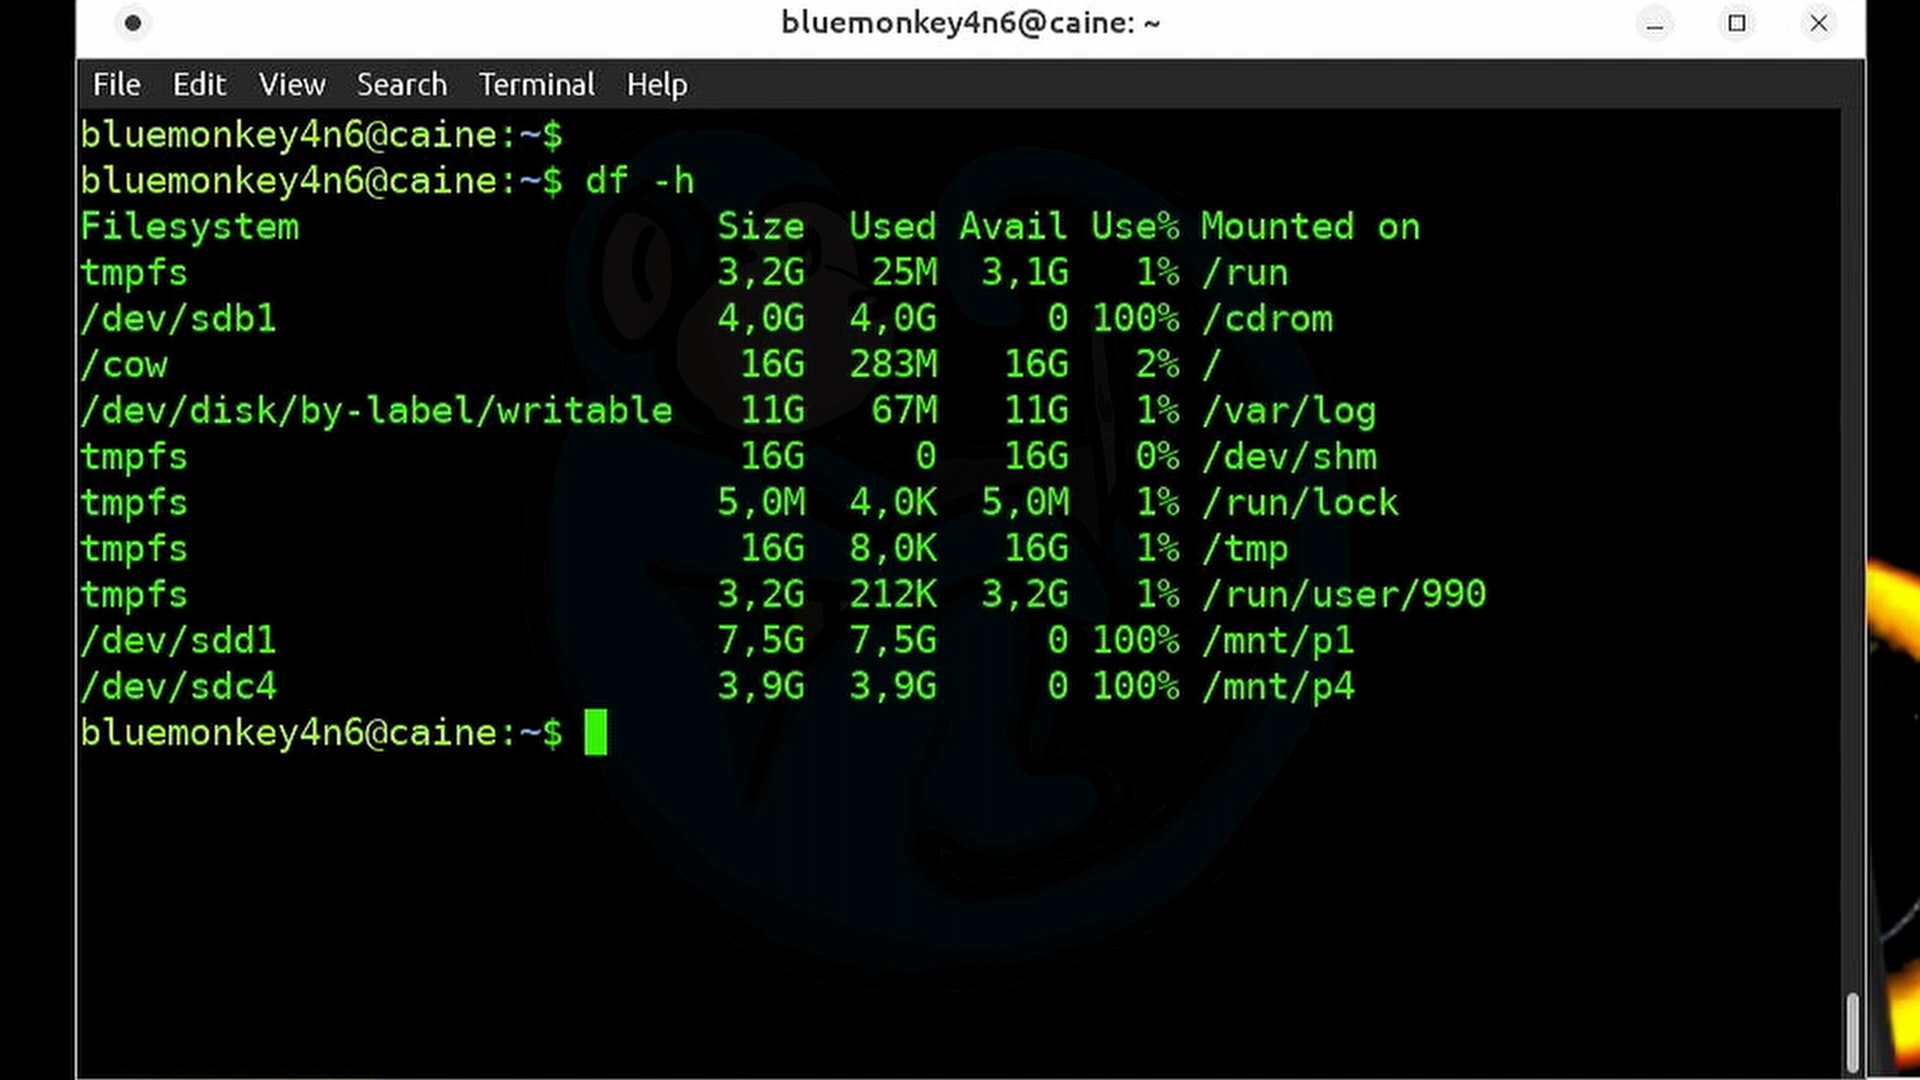 bluemonkey4n6@caine: ~
File Edit View Search Terminal Help
bluemonkey4n6@caine:~$
bluemonkey4n6@caine:~$ df -h
Filesystem Size Used Avail Use% Mounted on
tmpfs 3,2G 25M 3,1G 1% /run
/dev/sdb1 4,0G 4,0G 0 100% /cdrom
/cow 16G 283M 16G 2% /
/dev/disk/by-label/writable 11G 67M 11G 1% /var/log
tmpfs 16G 0 16G 0% /dev/shm
tmpfs 5,0M 4,0K 5,0M 1% /run/lock
tmpfs 16G 8,0K 16G 1% /tmp
tmpfs 3,2G 212K 3,2G 1% /run/user/990
/dev/sdd1 7,5G 7,5G 0 100% /mnt/p1
/dev/sdc4 3,9G 3,9G 0 100% /mnt/p4
bluemonkey4n6@caine:~$